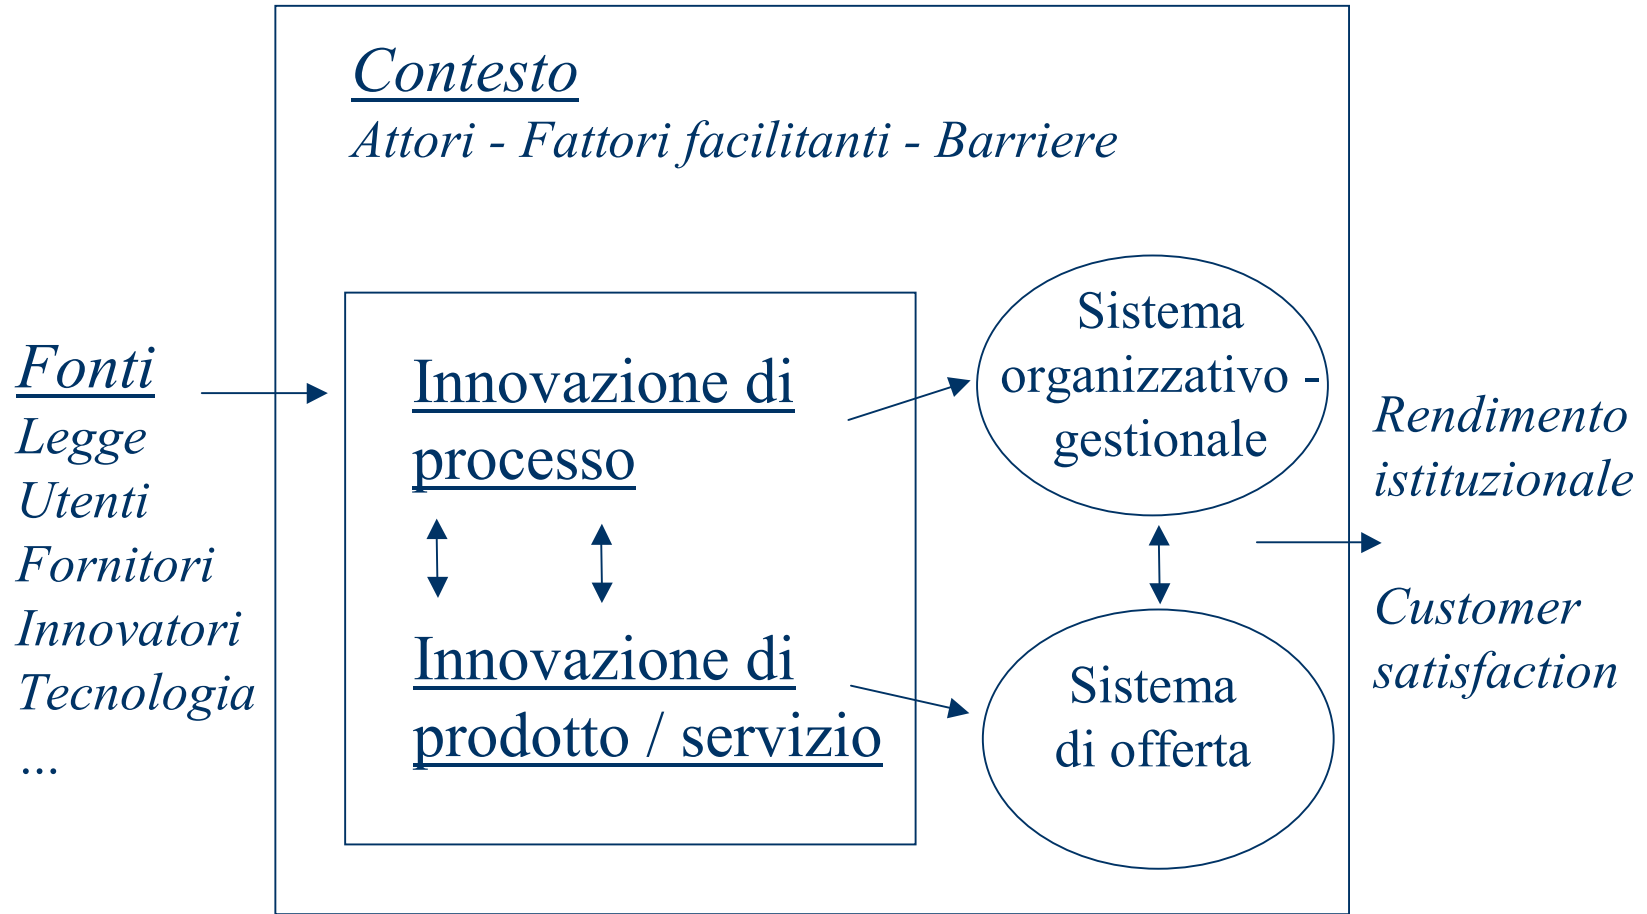 Contesto
Attori - Fattori facilitanti - Barriere
Fonti
Legge
Utenti
Fornitori
Innovatori
Tecnologia
...
Innovazione di
processo
Innovazione di
prodotto / servizio
Sistema
organizzativo -
gestionale
Sistema
di offerta
Rendimento
istituzionale
Customer
satisfaction